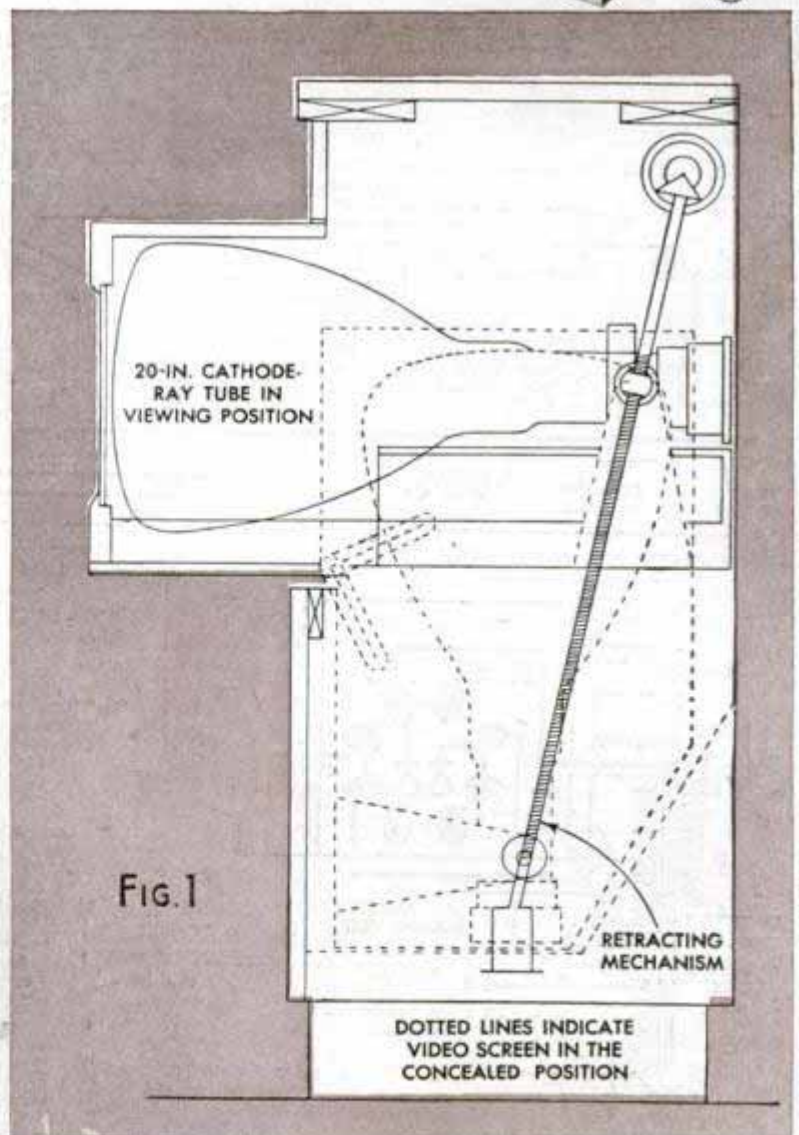 20-IN. CATHODE-
RAY TUBE IN
VIEWING POSITION
FIG.1
RETRACTING
MECHANISM
DOTTED LINES INDICATE
VIDEO SCREEN IN THE
CONCEALED POSITION